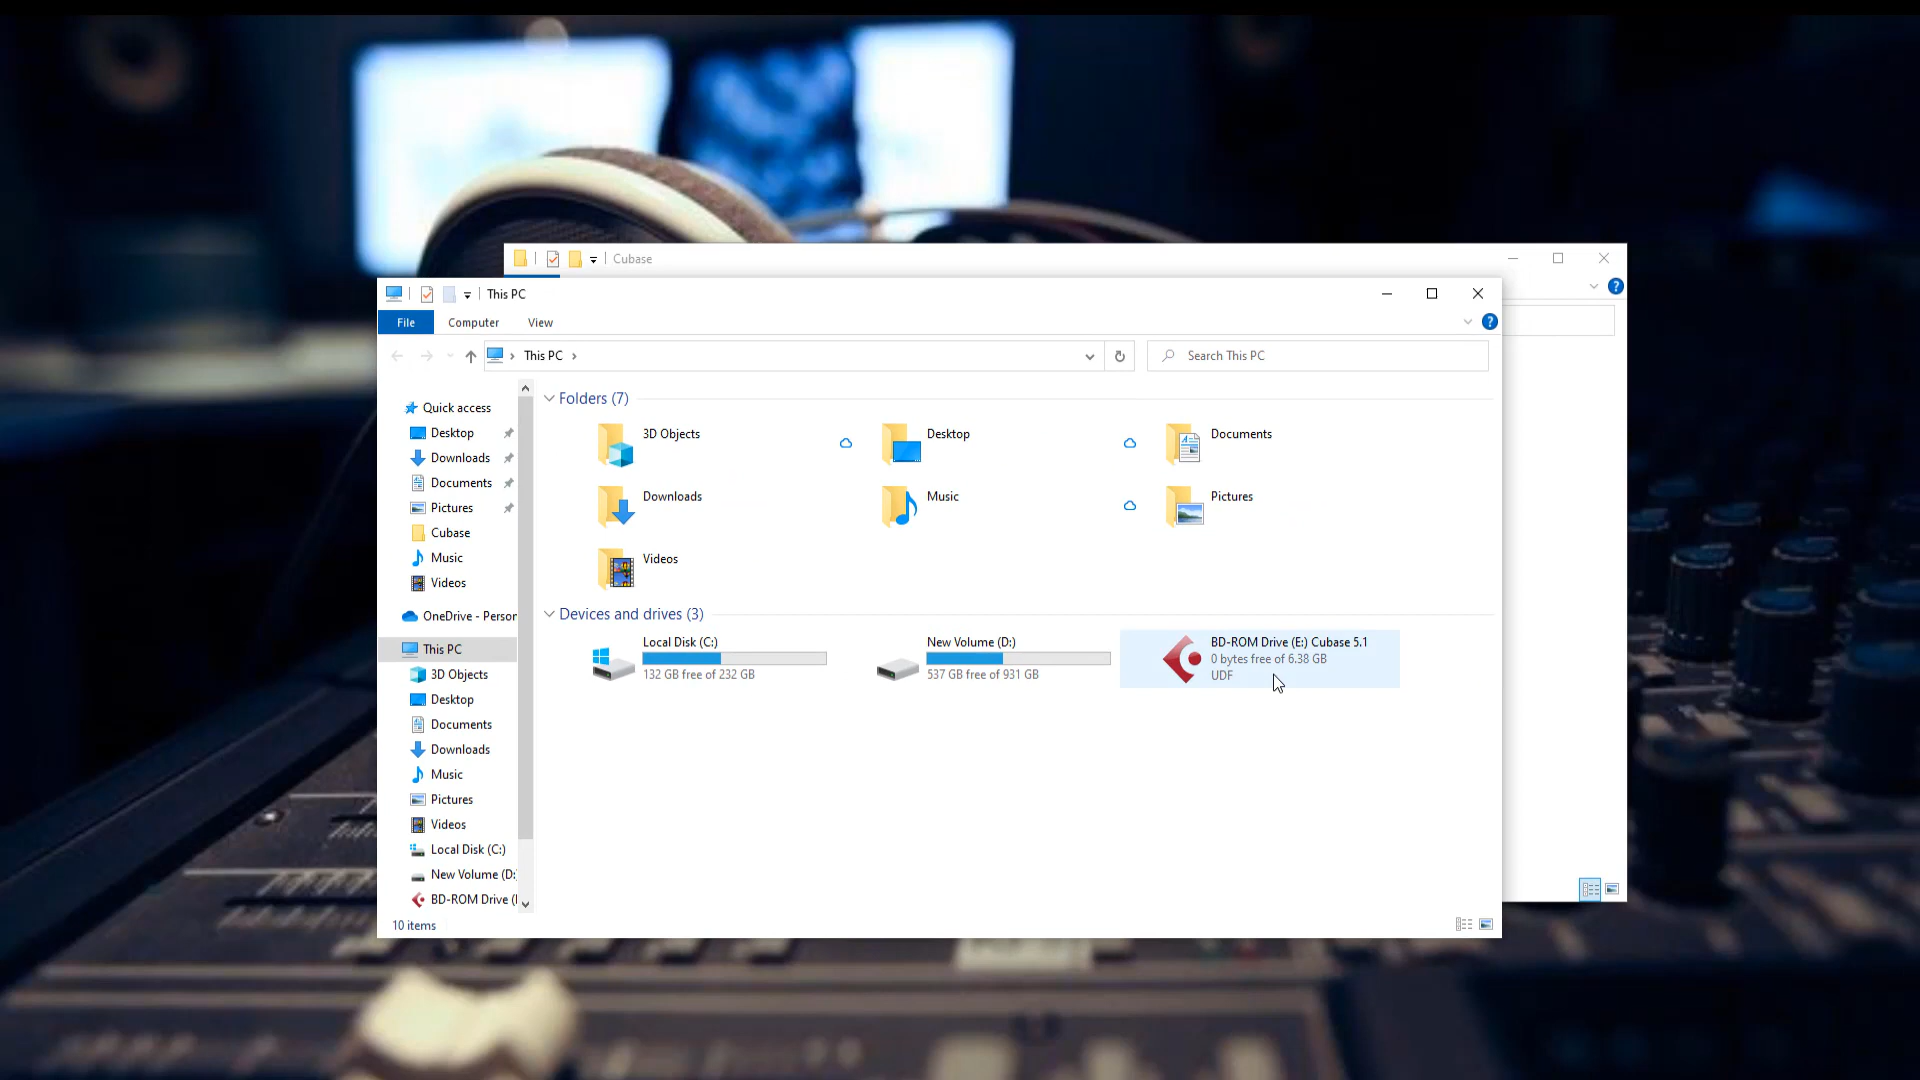 Cubase
This PC
File
Computer
View
This PC
Search This PC
Quick access
Desktop
Downloads
Documents
Pictures
Cubase
Music
Videos
OneDrive - Person
This PC
3D Objects
Desktop
Documents
Downloads
Music
Pictures
Videos
Local Disk (C:)
New Volume (D:
BD-ROM Drive (
Folders (7)
3D Objects
Desktop
Documents
Downloads
Music
Pictures
Videos
Devices and drives (3)
Local Disk (C:)
132 GB free of 232 GB
New Volume (D:)
537 GB free of 931 GB
BD-ROM Drive (E:) Cubase 5.1
0 bytes free of 6.38 GB
UDF
10 items